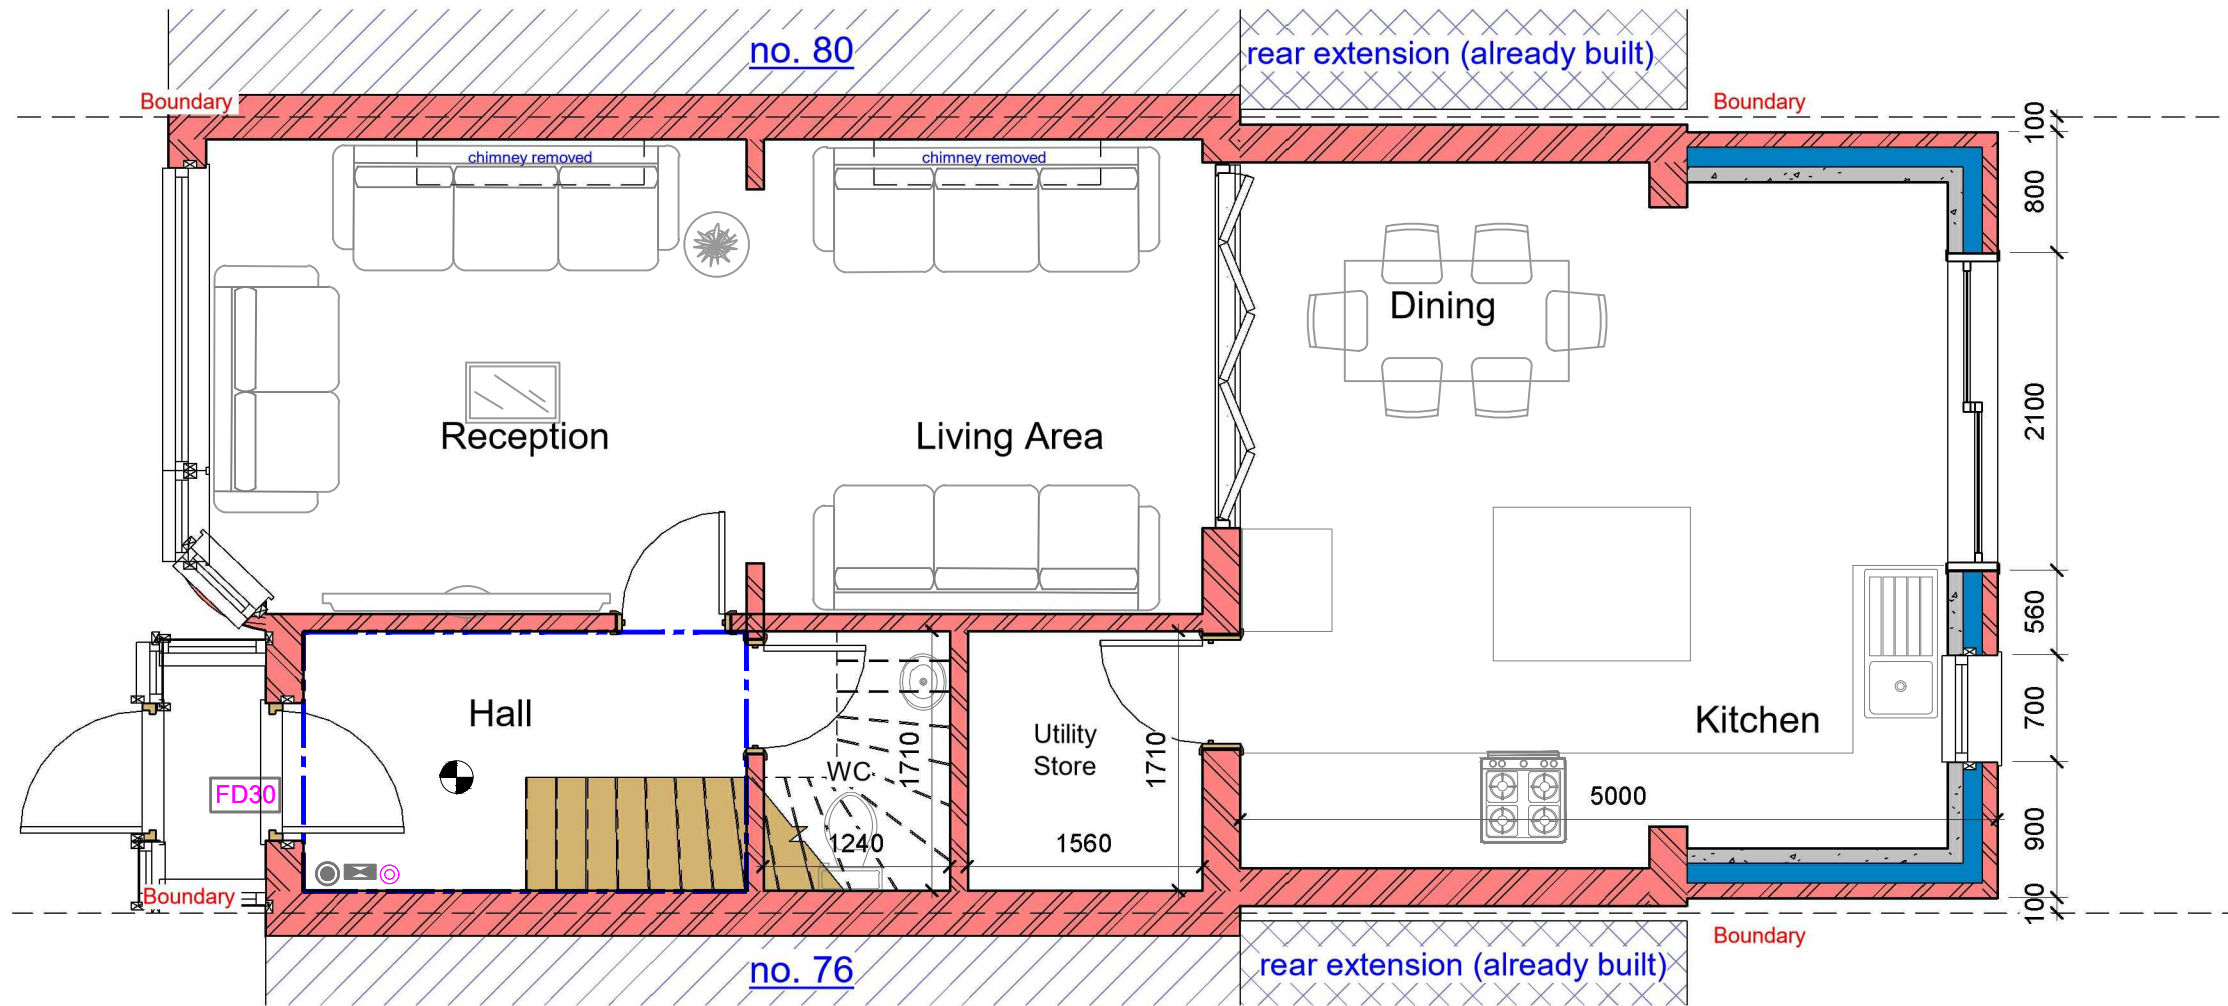 no. 80
rear extension (already built)
Boundary
Boundary
100
chimney removed
chimney removed
800
Dining
2100
Reception
Living Area
560
Hall
Utility
Store
WC
1710
1710
Kitchen
700
FD30
5000
1240
1560
900
Boundary
100
Boundary
no. 76
rear extension (already built)